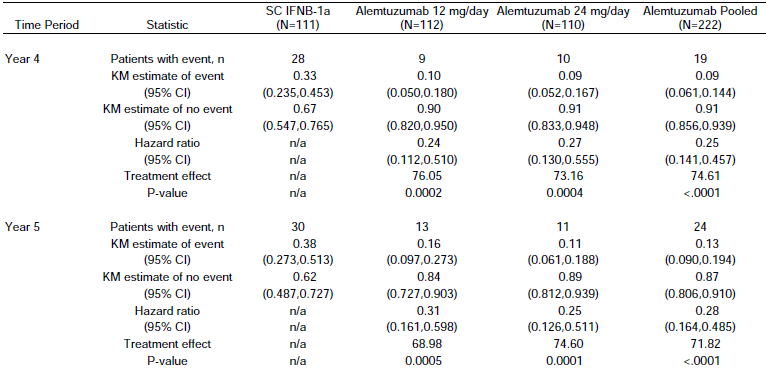 SC IFNB-1a Alemtuzumab 12 mg/day Alemtuzumab 24 mg/day Alemtuzumab Pooled
Time Period Statistic (N=111) (N=112) (N=110) (N=222)
Year 4 Patients with event, n 28 9 10 19
KM estimate of event 0.33 0.10 0.09 0.09
(95% CI) (0.235,0.453) (0.050,0.180) (0.052,0.167) (0.061,0.144)
KM estimate of no event 0.67 0.90 0.91 0.91
(95% CI) (0.547,0.765) (0.820,0.950) (0.833,0.948) (0.856,0.939)
Hazard ratio n/a 0.24 0.27 0.25
(95% CI) n/a (0.112,0.510) (0.130,0.555) (0.141,0.457)
Treatment effect n/a 76.05 73.16 74.61
P-value n/a 0.0002 0.0004 <.0001
Year 5 Patients with event, n 30 13 11 24
KM estimate of event 0.38 0.16 0.11 0.13
(95% CI) (0.273,0.513) (0.097,0.273) (0.061,0.188) (0.090,0.194)
KM estimate of no event 0.62 0.84 0.89 0.87
(95% CI) (0.487,0.727) (0.727,0.903) (0.812,0.939) (0.806,0.910)
Hazard ratio n/a 0.31 0.25 0.28
(95% CI) n/a (0.161,0.598) (0.126,0.511) (0.164,0.485)
Treatment effect n/a 68.98 74.60 71.82
P-value n/a 0.0005 0.0001 <.0001